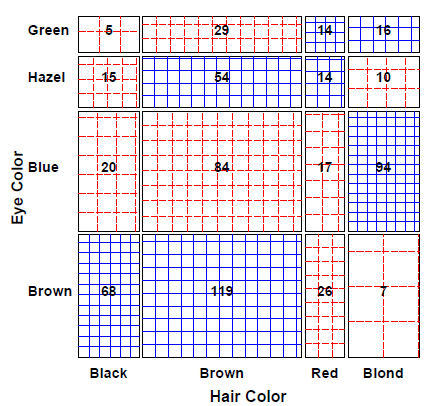 Green 5 29 14 16
Hazel 15 54 14 10
Blue 20 84 17 94
Brown 68 119 26 7
Eye Color
Black Brown Red Blond
Hair Color